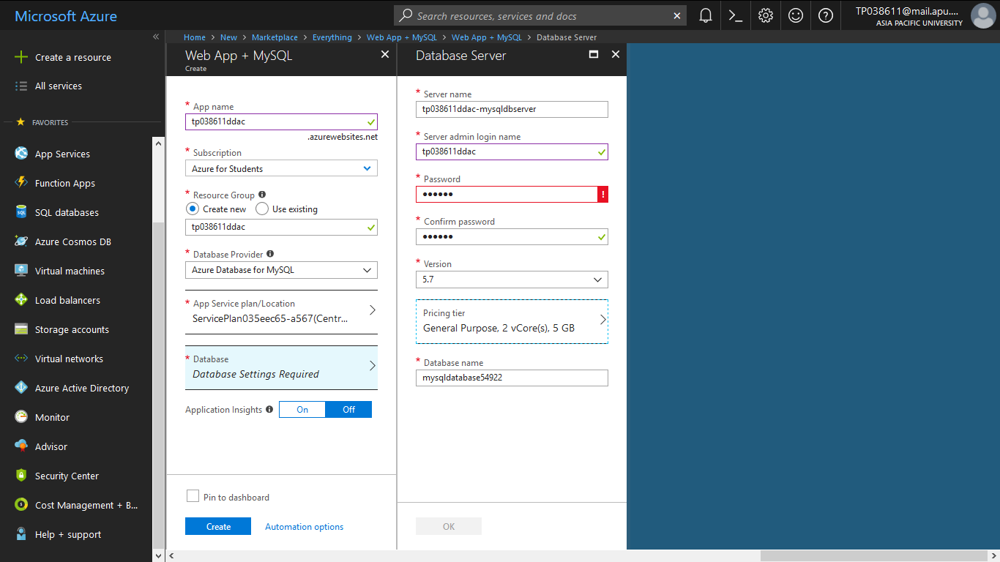 Microsoft Azure
Search resources, services and docs
TP038611@mail.apu....
ASIA PACIFIC UNIVERSITY
Home > New > Marketplace > Everything > Web App + MySQL > Web App + MySQL > Database Server
Create a resource
All services
FAVORITES
App Services
Function Apps
SQL databases
Azure Cosmos DB
Virtual machines
Load balancers
Storage accounts
Virtual networks
Azure Active Directory
Monitor
Advisor
Security Center
Cost Management + B...
Help + support
Web App + MySQL
Create
* App name
tp038611ddac
.azurewebsites.net
* Subscription
Azure for Students
* Resource Group
Create new Use existing
tp038611ddac
* Database Provider
Azure Database for MySQL
* App Service plan/Location
ServicePlan035eec65-a567(Centr...
* Database
Database Settings Required
Application Insights On Off
Pin to dashboard
Create Automation options
Database Server
* Server name
tp038611ddac-mysqldbserver
* Server admin login name
tp038611ddac
* Password
••••••
!
* Confirm password
••••••
* Version
5.7
Pricing tier
General Purpose, 2 vCore(s), 5 GB
* Database name
mysqldatabase54922
OK